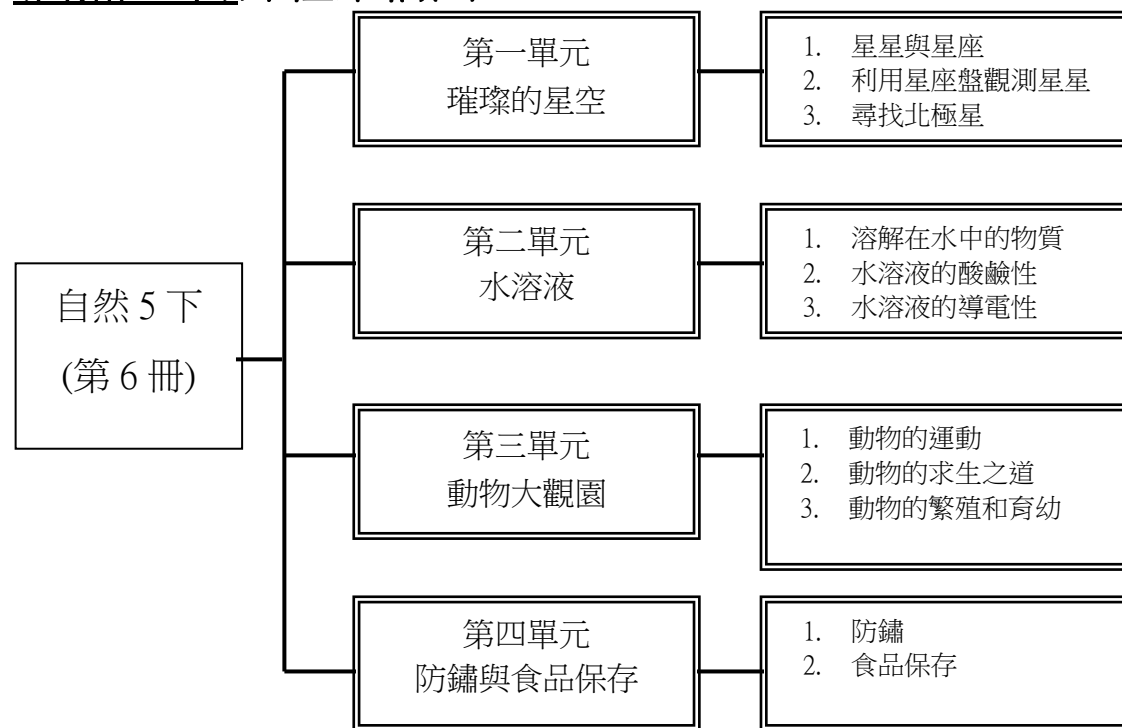 自然 5 下
(第 6 冊)
第一單元
璀璨的星空
1. 星星與星座
2. 利用星座盤觀測星星
3. 尋找北極星
第二單元
水溶液
1. 溶解在水中的物質
2. 水溶液的酸鹼性
3. 水溶液的導電性
第三單元
動物大觀園
1. 動物的運動
2. 動物的求生之道
3. 動物的繁殖和育幼
第四單元
防鏽與食品保存
1. 防鏽
2. 食品保存